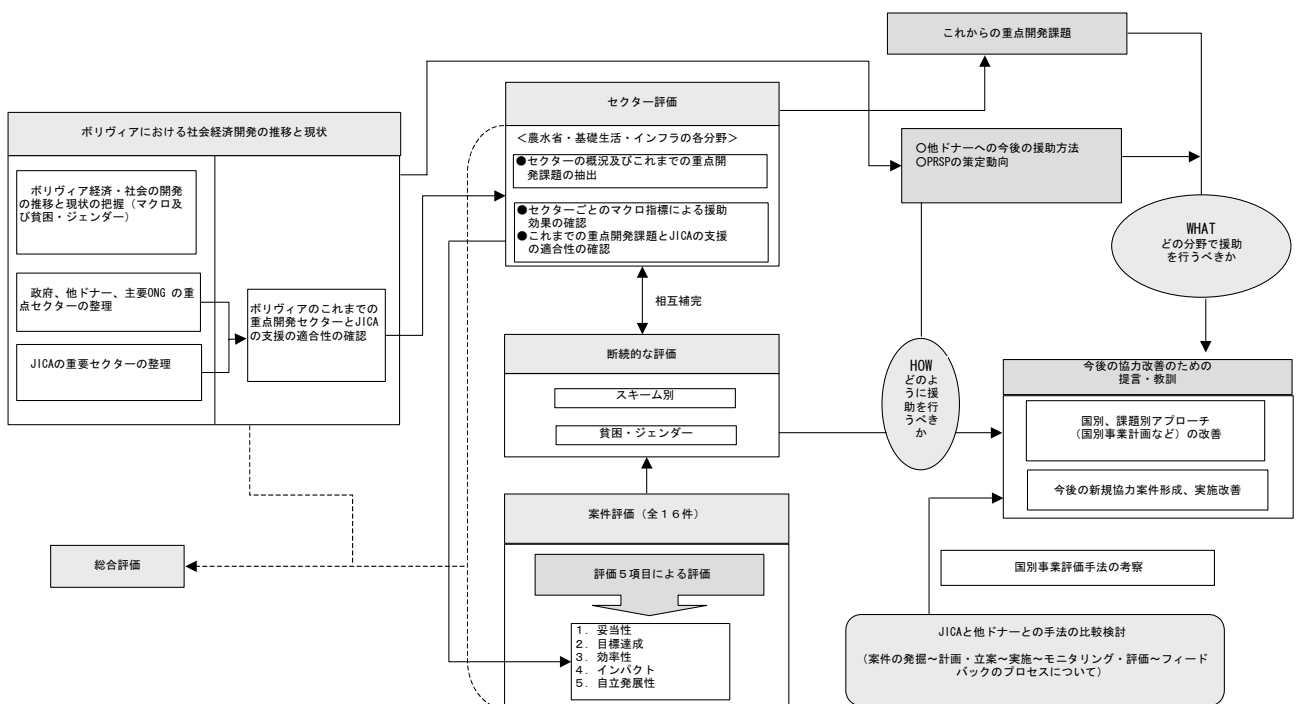 これからの重点開発課題
セクター評価
＜農水省・基礎生活・インフラの各分野＞
●セクターの概況及びこれまでの重点開
発課題の抽出
●セクターごとのマクロ指標による援助
効果の確認
●これまでの重点開発課題とJICAの支援
の適合性の確認
ボリヴィアにおける社会経済開発の推移と現状
ボリヴィア経済・社会の開発
の推移と現状の把握（マクロ及
び貧困・ジェンダー）
政府、他ドナー、主要ONG の重
点セクターの整理
JICAの重要セクターの整理
ボリヴィアのこれまでの
重点開発セクターとJICA
の支援の適合性の確認
〇他ドナーへの今後の援助方法
〇PRSPの策定動向
WHAT
どの分野で援助
を行うべきか
相互補完
断続的な評価
スキーム別
貧困・ジェンダー
HOW
どのよ
うに援
助を行
うべき
か
今後の協力改善のための
提言・教訓
国別、課題別アプローチ
（国別事業計画など）の改善
今後の新規協力案件形成、実施改善
案件評価（全１６件）
評価５項目による評価
1. 妥当性
2. 目標達成
3. 効率性
4. インパクト
5. 自立発展性
総合評価
国別事業評価手法の考察
JICAと他ドナーとの手法の比較検討
（案件の発掘～計画・立案～実施～モニタリング・評価～フィード
バックのプロセスについて）